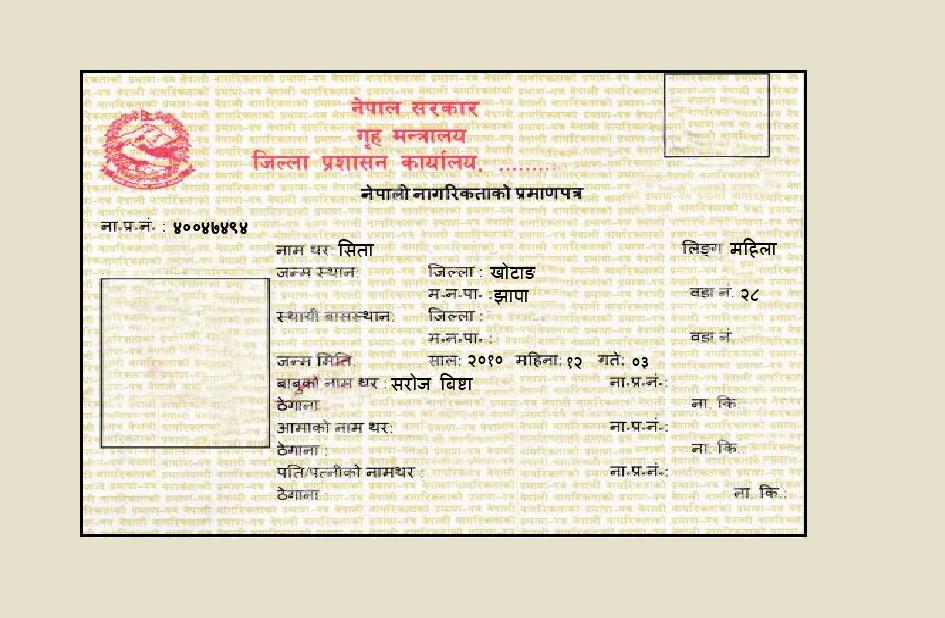 नेपाल सरकार
गृह मन्त्रालय
जिल्ला प्रशासन कार्यालय, .........
नेपाली नागरिकताको प्रमाणपत्र
ना.प्र.नं. : ४००४७४९४
नाम थर सिता लिङ्ग महिला
जन्म स्थान: जिल्ला : खोटाङ
म.न.पा. : झापा वडा नं. २८
स्थायी बासस्थान: जिल्ला :
म.न.पा. : वडा नं
जन्म मिति: साल: २०१० महिना: १२ गते: ०३
बाबुको नाम थर : सरोज बिष्टा ना.प्र.नं.:
ठेगाना ना. कि.
आमाको नाम थर: ना.प्र.नं.:
ठेगाना : ना. कि.
पति/पत्नीको नामथर : ना.प्र.नं.:
ठेगाना : ना. कि.: